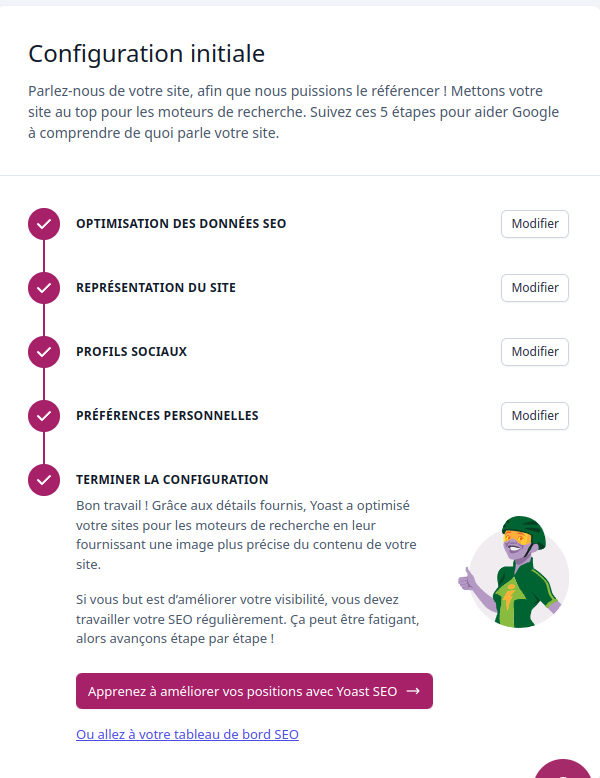 Configuration initiale
Parlez-nous de votre site, afin que nous puissions le référencer ! Mettons votre
site au top pour les moteurs de recherche. Suivez ces 5 étapes pour aider Google
à comprendre de quoi parle votre site.
OPTIMISATION DES DONNÉES SEO
Modifier
REPRÉSENTATION DU SITE
Modifier
PROFILS SOCIAUX
Modifier
PRÉFÉRENCES PERSONNELLES
Modifier
TERMINER LA CONFIGURATION
Bon travail ! Grâce aux détails fournis, Yoast a optimisé
votre sites pour les moteurs de recherche en leur
fournissant une image plus précise du contenu de votre
site.
Si vous but est d’améliorer votre visibilité, vous devez
travailler votre SEO régulièrement. Ça peut être fatigant,
alors avançons étape par étape !
Apprenez à améliorer vos positions avec Yoast SEO →
Ou allez à votre tableau de bord SEO